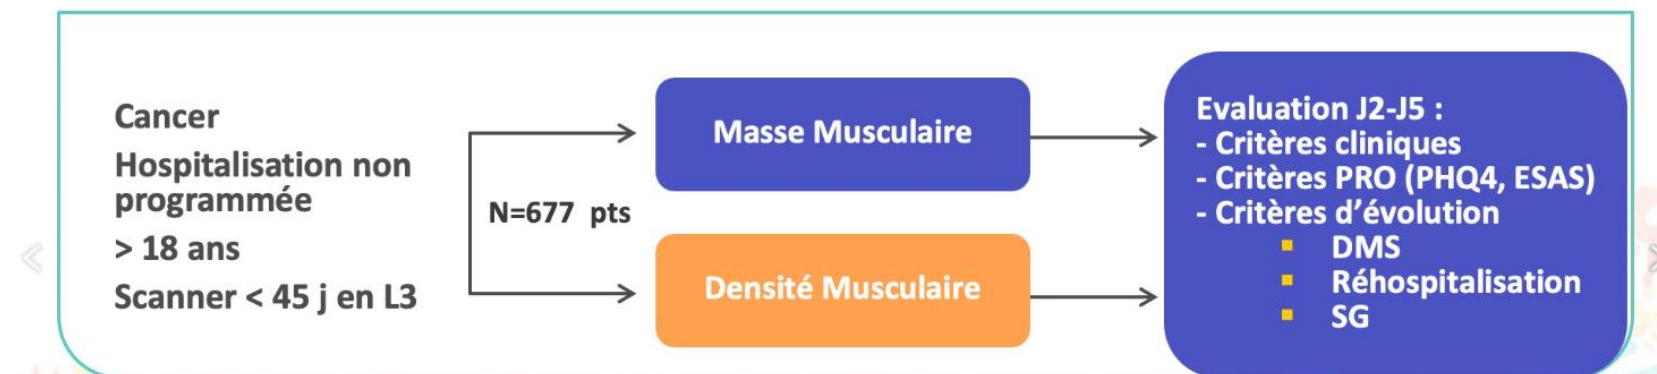 Cancer
Hospitalisation non
programmée
> 18 ans
Scanner < 45 j en L3
N=677 pts
Masse Musculaire
Densité Musculaire
Evaluation J2-J5 :
- Critères cliniques
- Critères PRO (PHQ4, ESAS)
- Critères d’évolution
▪ DMS
▪ Réhospitalisation
▪ SG